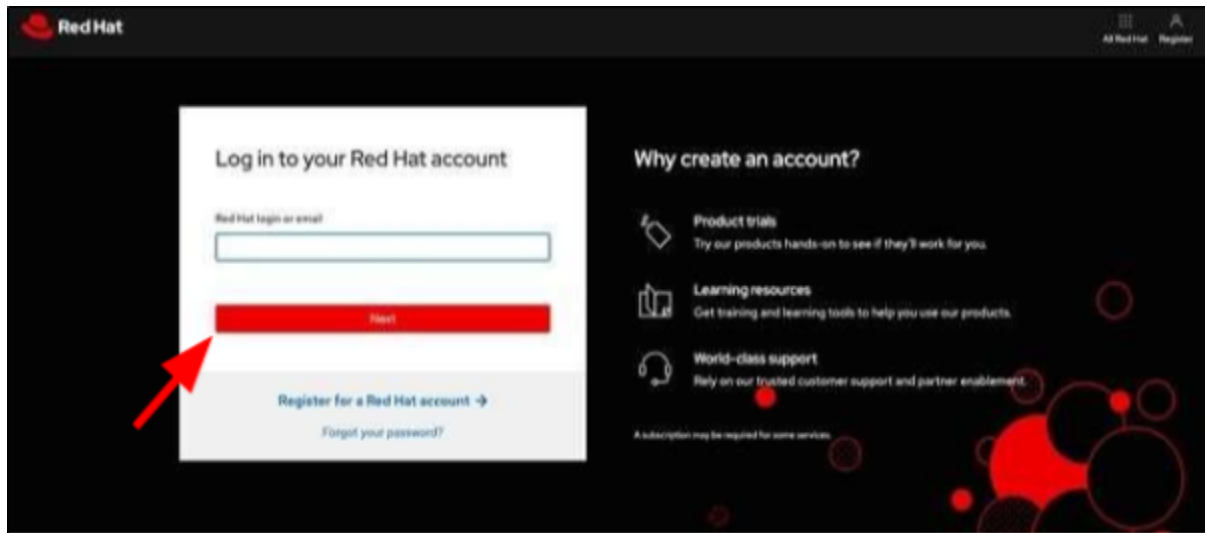 Red Hat
All Red Hat
Register
Log in to your Red Hat account
Red Hat login or email
Next
Register for a Red Hat account →
Forgot your password?
Why create an account?
Product trials
Try our products hands-on to see if they'll work for you.
Learning resources
Get training and learning tools to help you use our products.
World-class support
Rely on our trusted customer support and partner enablement.
A subscription may be required for some services.